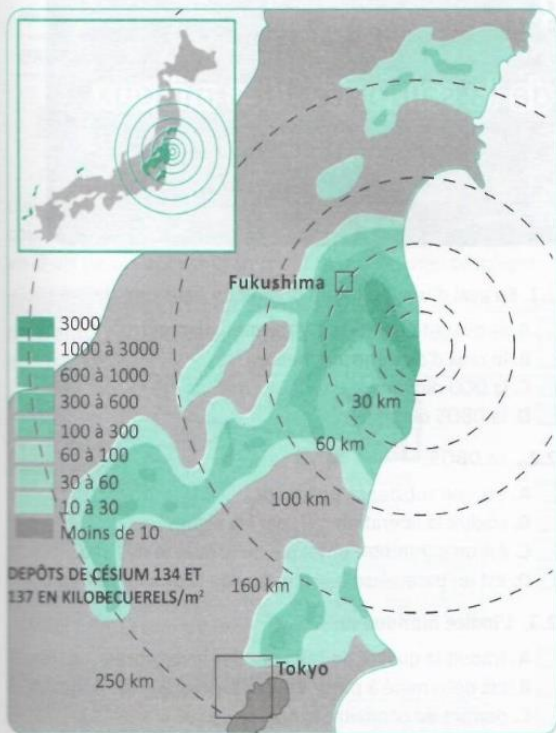 Fukushima
3000
1000 à 3000
600 à 1000
300 à 600
100 à 300
60 à 100
30 à 60
10 à 30
Moins de 10
30 km
60 km
100 km
DEPÔTS DE CÉSIUM 134 ET
137 EN KILOBECUERELS/m²
160 km
Tokyo
250 km